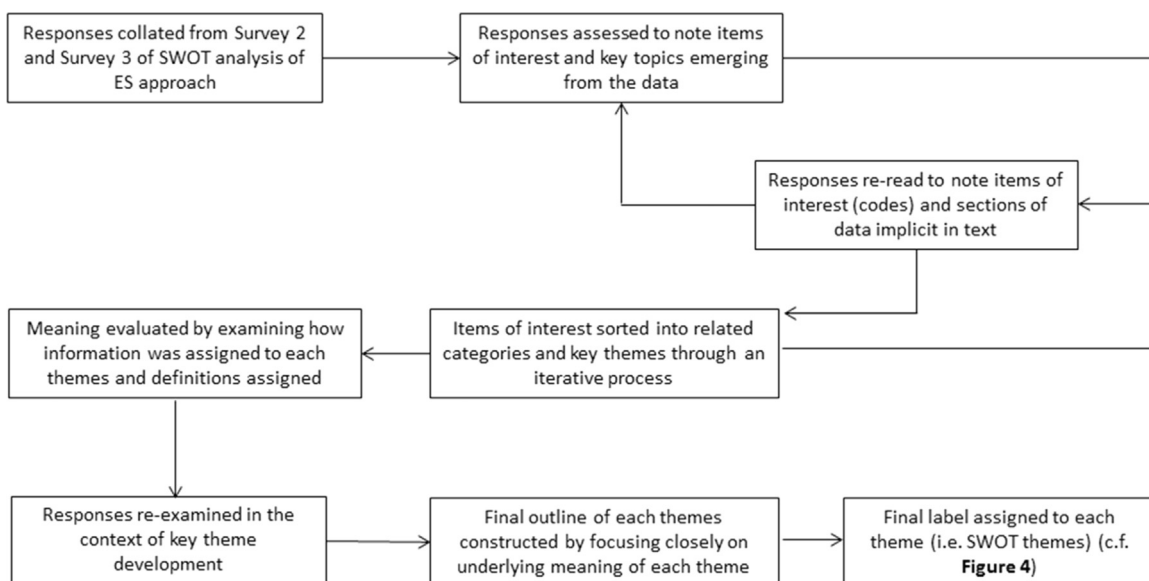 Responses collated from Survey 2
and Survey 3 of SWOT analysis of
ES approach
Responses assessed to note items
of interest and key topics emerging
from the data
Responses re-read to note items of
interest (codes) and sections of
data implicit in text
Meaning evaluated by examining how
information was assigned to each
themes and definitions assigned
Items of interest sorted into related
categories and key themes through an
iterative process
Responses re-examined in the
context of key theme
development
Final outline of each themes
constructed by focusing closely on
underlying meaning of each theme
Final label assigned to each
theme (i.e. SWOT themes) (c.f.
Figure 4)